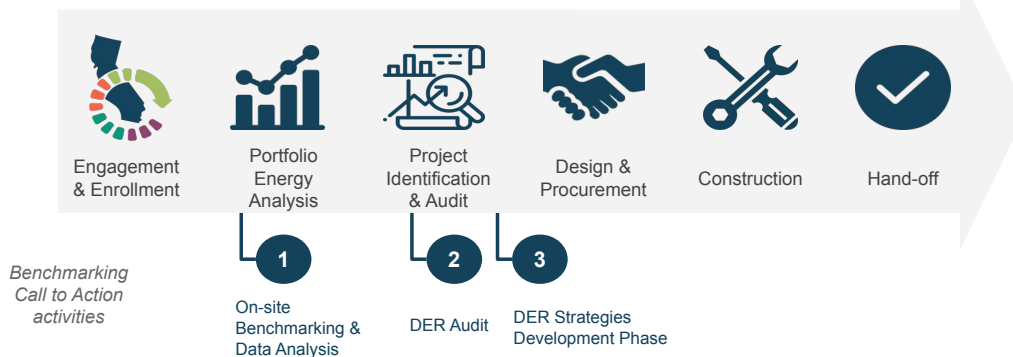 Engagement
& Enrollment
Portfolio
Energy
Analysis
Project
Identification
& Audit
Design &
Procurement
Construction
Hand-off
Benchmarking
Call to Action
activities
1
On-site
Benchmarking &
Data Analysis
2
DER Audit
3
DER Strategies
Development Phase